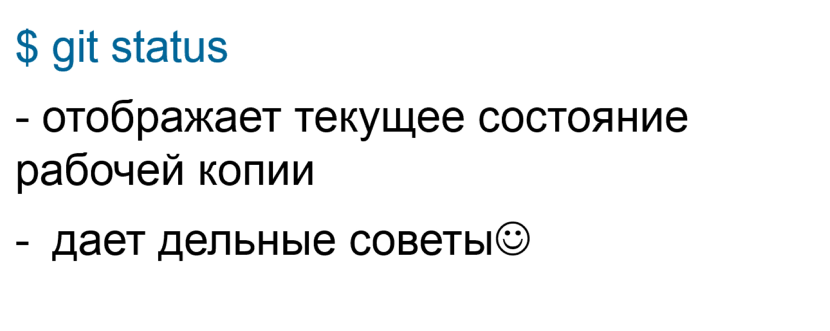 $ git status
- отображает текущее состояние
рабочей копии
- дает дельные советы☺